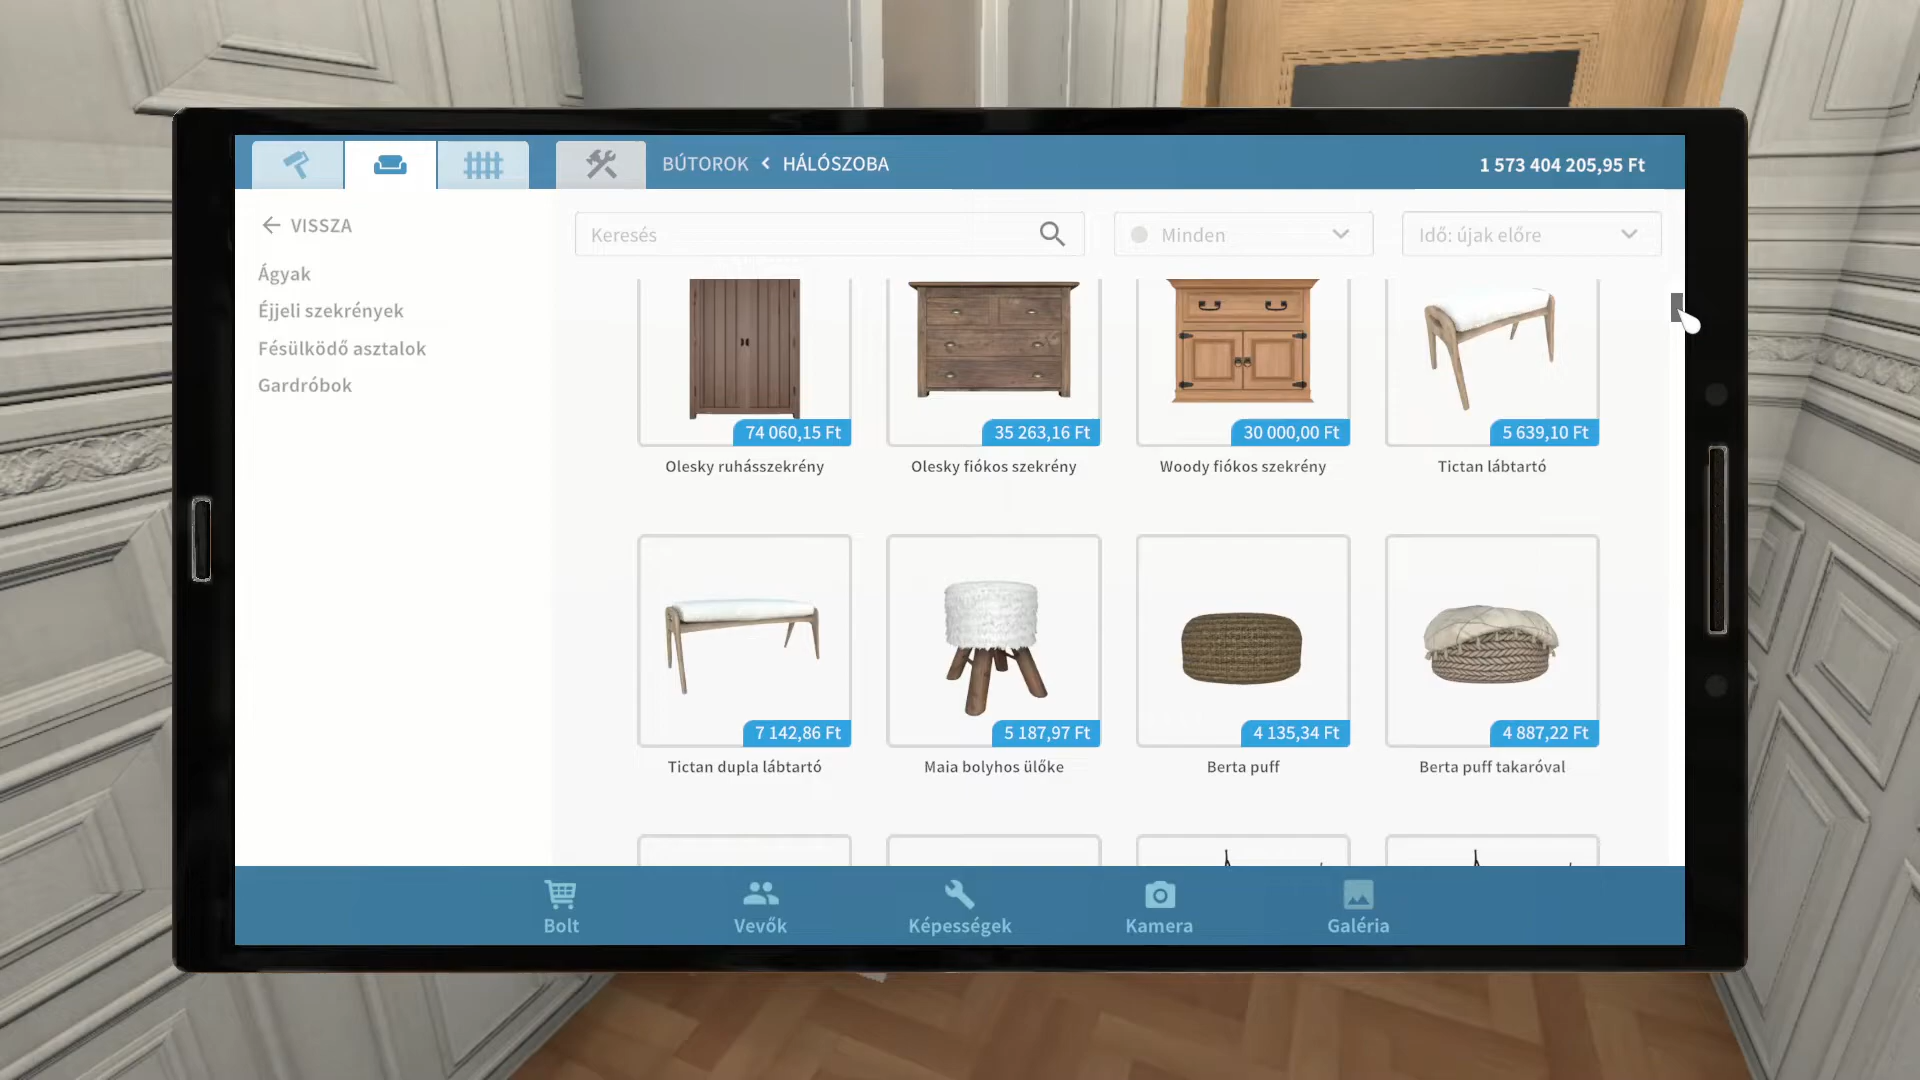 BÚTOROK < HÁLÓSZOBA
1 573 404 205,95 Ft
VISSZA
Ágyak
Éjjeli szekrények
Fésülködő asztalok
Gardróbok
Keresés
Minden
Idő: újak előre
74 060,15 Ft
35 263,16 Ft
30 000,00 Ft
5 639,10 Ft
Olesky ruhásszekrény
Olesky fiókos szekrény
Woody fiókos szekrény
Tictan lábtartó
7 142,86 Ft
5 187,97 Ft
4 135,34 Ft
4 887,22 Ft
Tictan dupla lábtartó
Maia bolyhos ülőke
Berta puff
Berta puff takaróval
Bolt
Vevők
Képességek
Kamera
Galéria